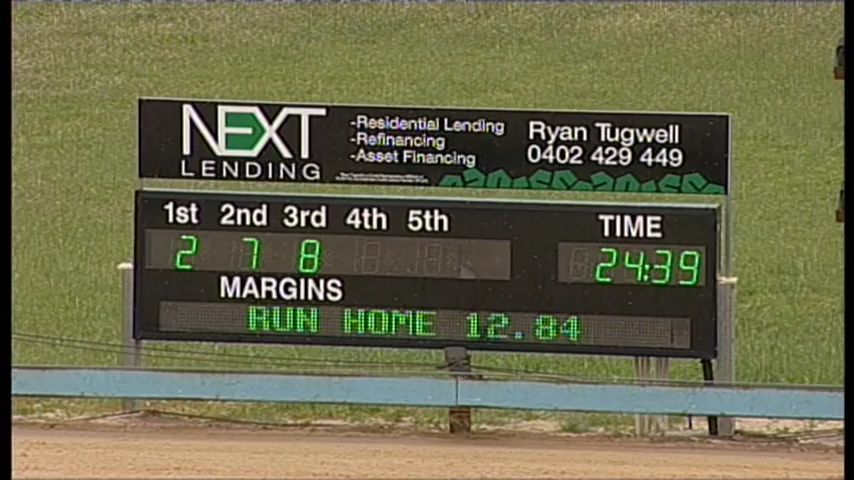 NEXT
LENDING
-Residential Lending
-Refinancing
-Asset Financing
Ryan Tugwell
0402 429 449
1st 2nd 3rd 4th 5th TIME
2 7 8 24:39
MARGINS
RUN HOME 12.84